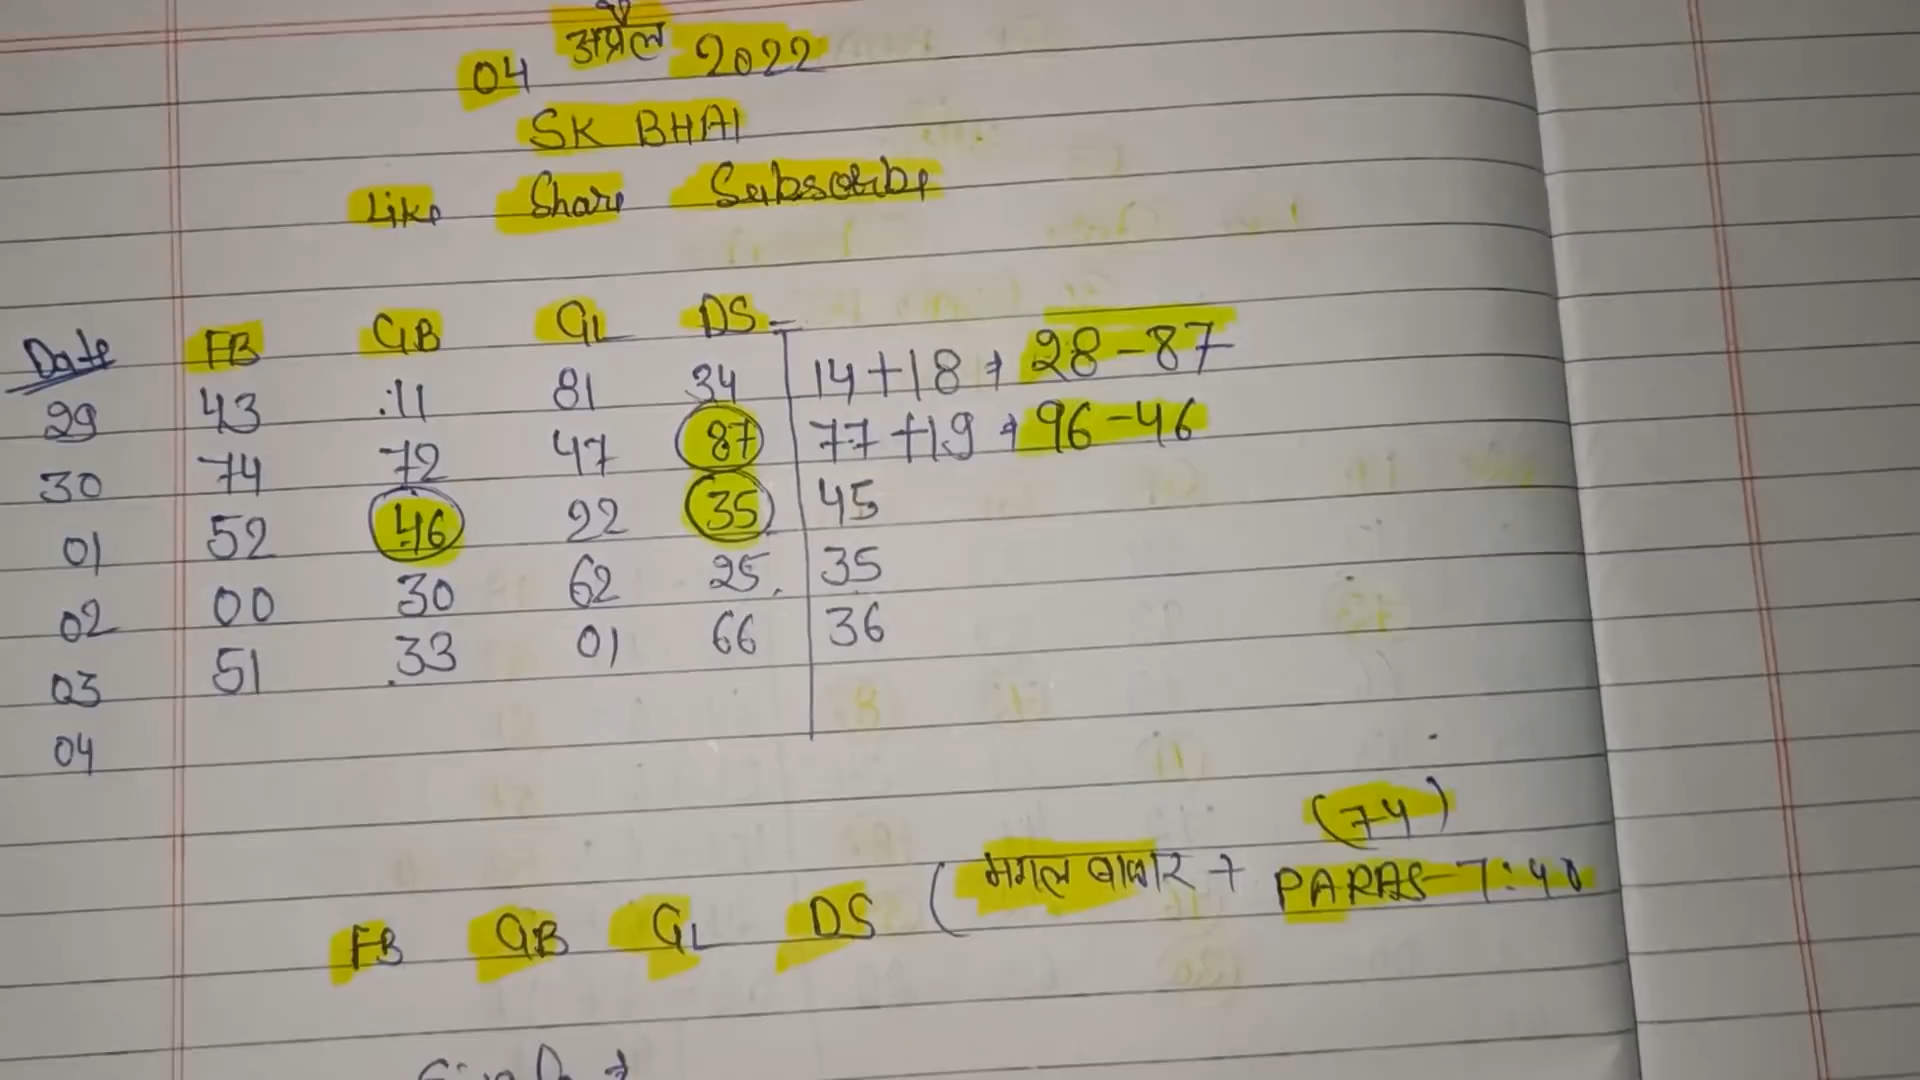 04 अप्रैल 2022
SK BHAI
Like Share Subscribe
Date FB GB GL DS
29 43 11 81 34 14+18 → 28-87
30 74 72 47 87 77+19 → 96-46
01 52 46 22 35 45
02 00 30 62 25 35
03 51 33 01 66 36
04
(74)
FB GB GL DS (मगल बाजार + PARAS-7:40